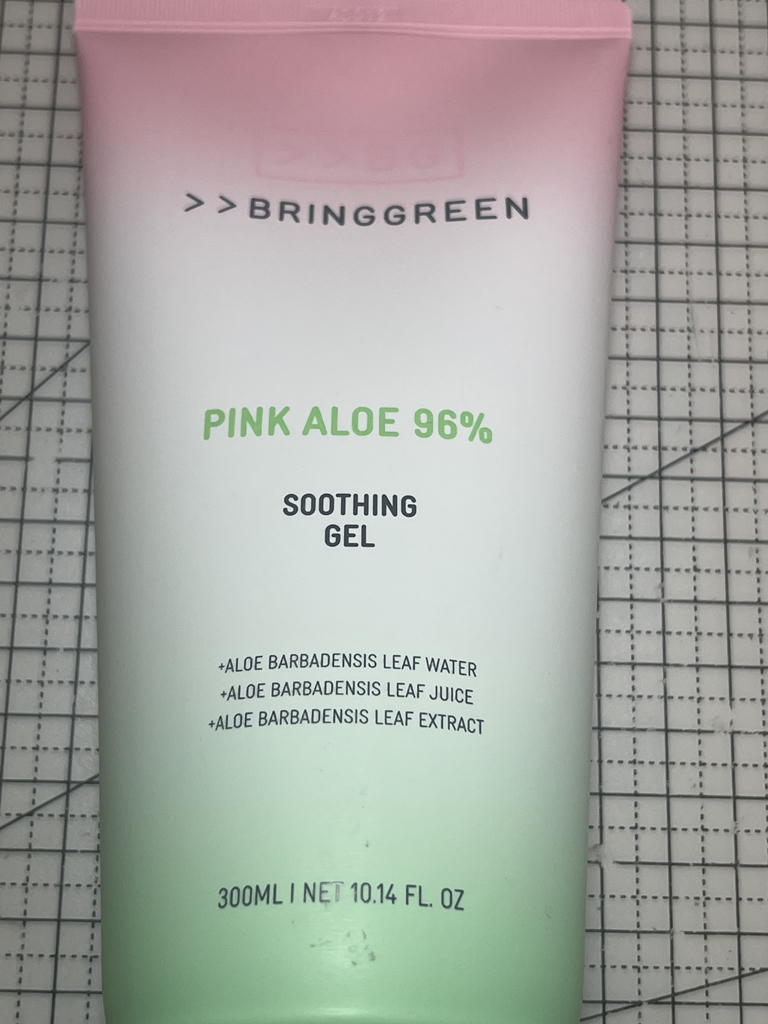 >>BG
>>BRINGGREEN
PINK ALOE 96%
SOOTHING
GEL
+ALOE BARBADENSIS LEAF WATER
+ALOE BARBADENSIS LEAF JUICE
+ALOE BARBADENSIS LEAF EXTRACT
300ML | NET 10.14 FL. OZ